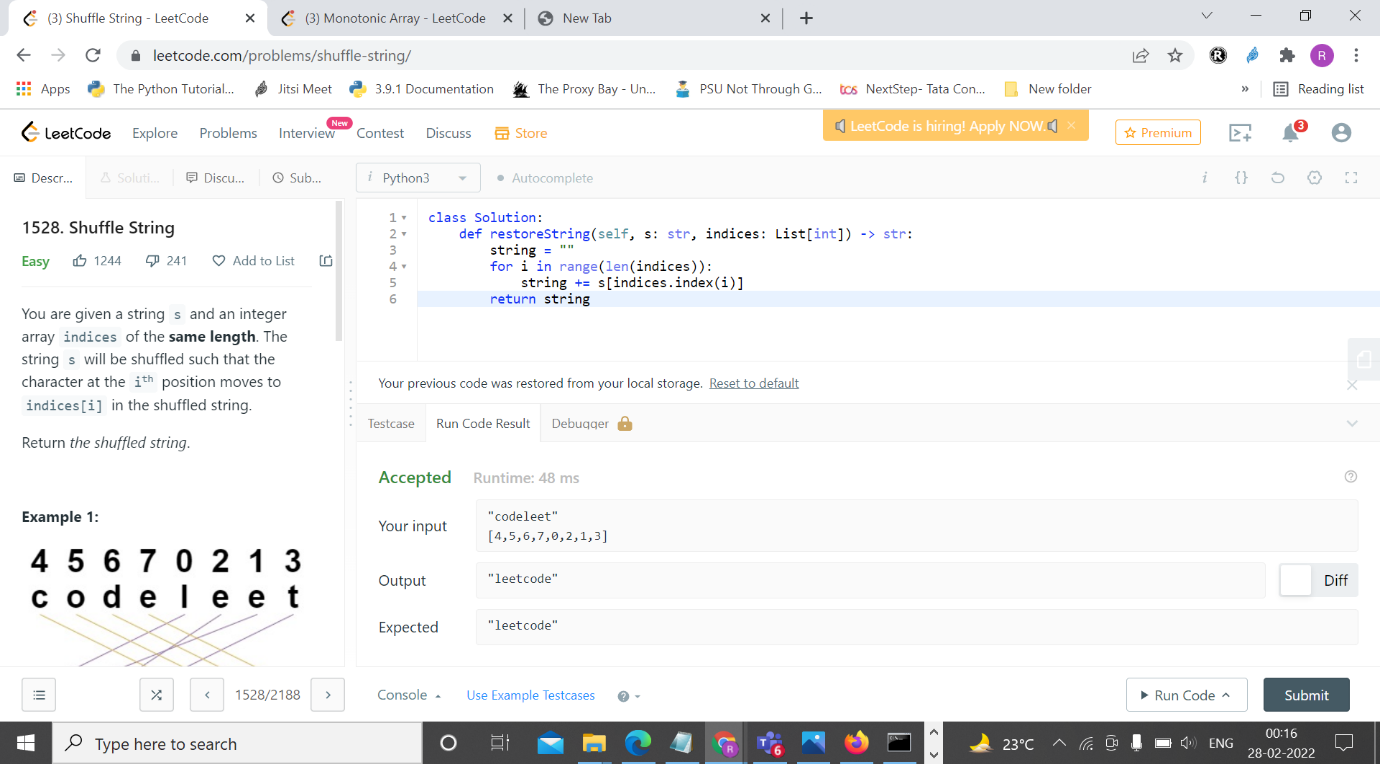 (3) Shuffle String - LeetCode
(3) Monotonic Array - LeetCode
New Tab
leetcode.com/problems/shuffle-string/
R
R
Apps
The Python Tutorial...
Jitsi Meet
3.9.1 Documentation
The Proxy Bay - Un...
PSU Not Through G...
tcs NextStep- Tata Con...
New folder
»
Reading list
LeetCode
Explore
Problems
Interview
New
Contest
Discuss
Store
LeetCode is hiring! Apply NOW.
Premium
3
Descr...
Soluti...
Discu...
Sub...
i Python3
Autocomplete
i
{}
1528. Shuffle String
Easy
1244
241
Add to List
You are given a string s and an integer
array indices of the same length. The
string s will be shuffled such that the
character at the ith position moves to
indices[i] in the shuffled string.
Return the shuffled string.
Example 1:
4 5 6 7 0 2 1 3
c o d e l e e t
1 class Solution:
2     def restoreString(self, s: str, indices: List[int]) -> str:
3         string = ""
4         for i in range(len(indices)):
5             string += s[indices.index(i)]
6         return string
Your previous code was restored from your local storage. Reset to default
Testcase
Run Code Result
Debugger
Accepted
Runtime: 48 ms
Your input
"codeleet"
[4,5,6,7,0,2,1,3]
Output
"leetcode"
Diff
Expected
"leetcode"
1528/2188
Console
Use Example Testcases
Run Code
Submit
Type here to search
R
T
6
23°C
ENG
00:16
28-02-2022